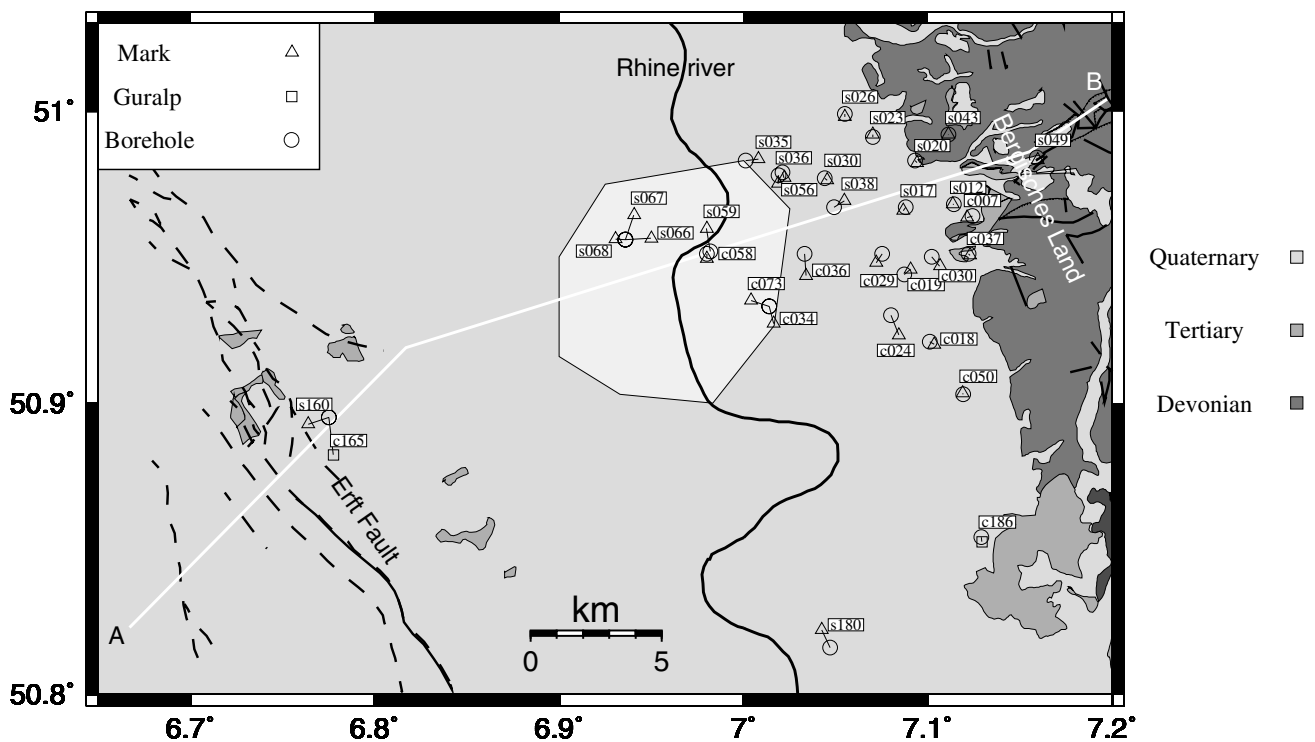 Mark
Guralp
Borehole
Rhine river
B
51°
s026
s023
s043
s035
s036
s030
s020
s049
Bergisches Land
s056
s038
s017
s012
c007
s067
s059
s066
s068
c058
c037
c036
c029
c019
c030
c073
c034
c024
c018
Quaternary
Tertiary
Devonian
50.9°
s160
c165
c050
Erft Fault
c186
A
km
0 5
s180
50.8°
6.7° 6.8° 6.9° 7° 7.1° 7.2°